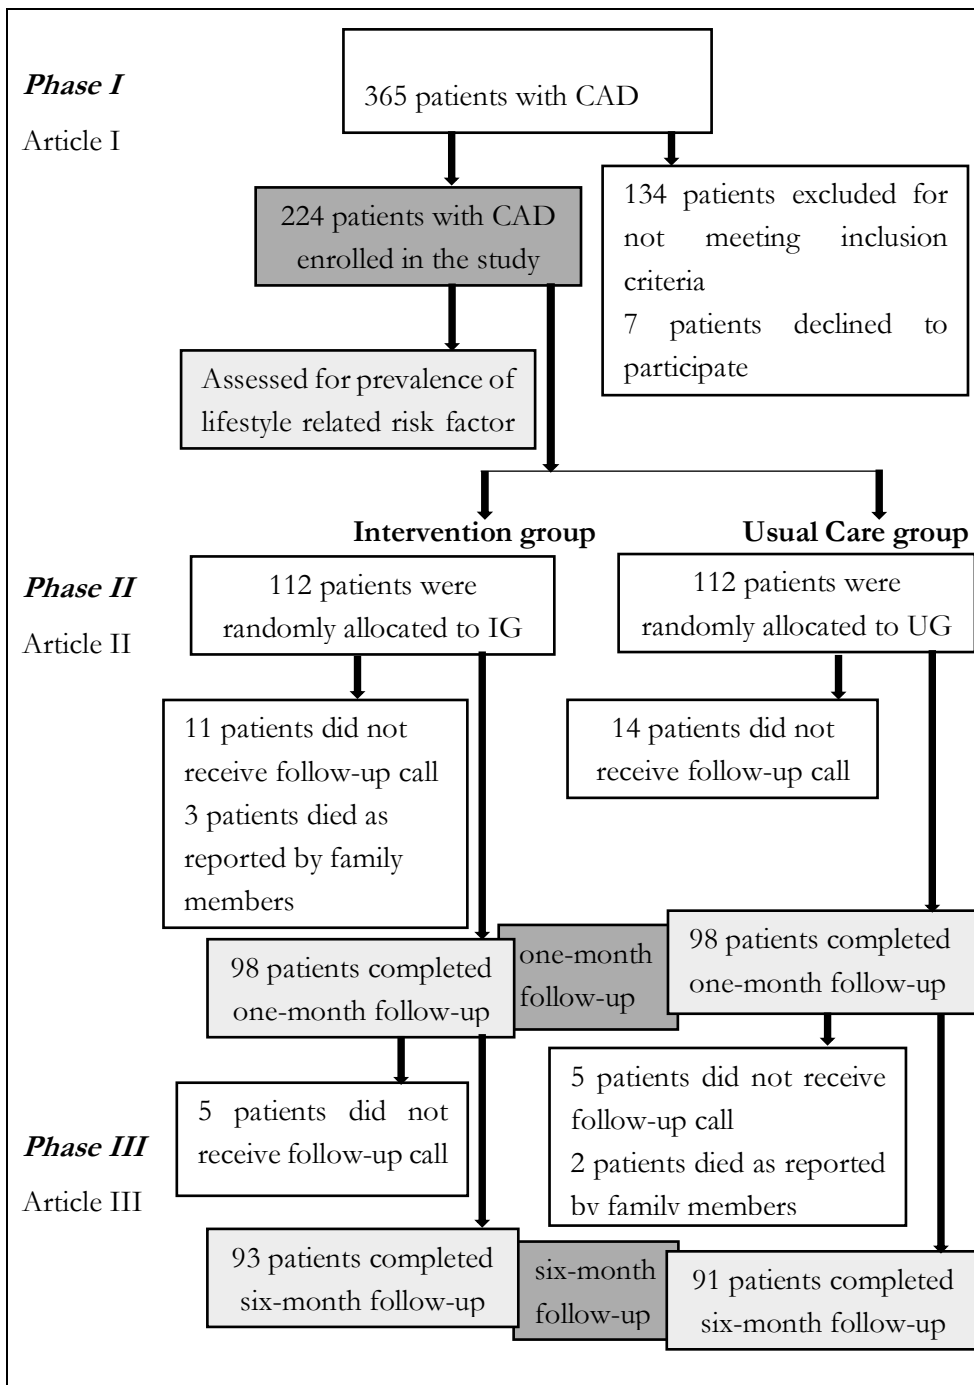 Phase I
Article I
365 patients with CAD
224 patients with CAD
enrolled in the study
134 patients excluded for
not meeting inclusion
criteria
7 patients declined to
participate
Assessed for prevalence of
lifestyle related risk factor
Intervention group
Usual Care group
Phase II
Article II
112 patients were
randomly allocated to IG
112 patients were
randomly allocated to UG
11 patients did not
receive follow-up call
3 patients died as
reported by family
members
14 patients did not
receive follow-up call
98 patients completed
one-month follow-up
one-month
follow-up
98 patients completed
one-month follow-up
Phase III
Article III
5 patients did not
receive follow-up call
5 patients did not receive
follow-up call
2 patients died as reported
by family members
93 patients completed
six-month follow-up
six-month
follow-up
91 patients completed
six-month follow-up